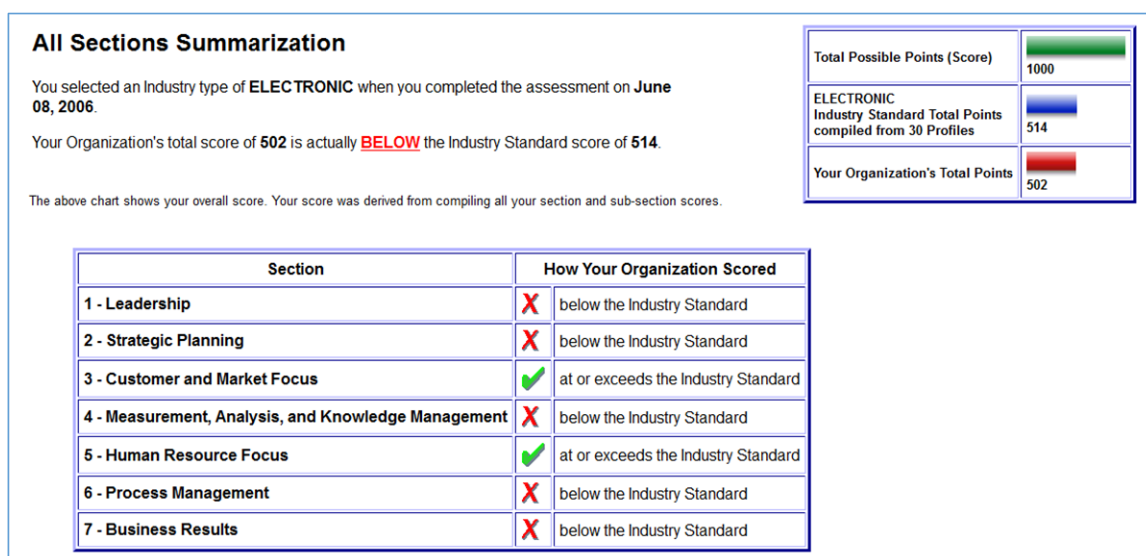 All Sections Summarization
You selected an Industry type of ELECTRONIC when you completed the assessment on June
08, 2006.
Your Organization's total score of 502 is actually BELOW the Industry Standard score of 514.
The above chart shows your overall score. Your score was derived from compiling all your section and sub-section scores.
Total Possible Points (Score)
1000
ELECTRONIC
Industry Standard Total Points
compiled from 30 Profiles
514
Your Organization's Total Points
502
Section How Your Organization Scored
1 - Leadership X below the Industry Standard
2 - Strategic Planning X below the Industry Standard
3 - Customer and Market Focus ✔ at or exceeds the Industry Standard
4 - Measurement, Analysis, and Knowledge Management X below the Industry Standard
5 - Human Resource Focus ✔ at or exceeds the Industry Standard
6 - Process Management X below the Industry Standard
7 - Business Results X below the Industry Standard